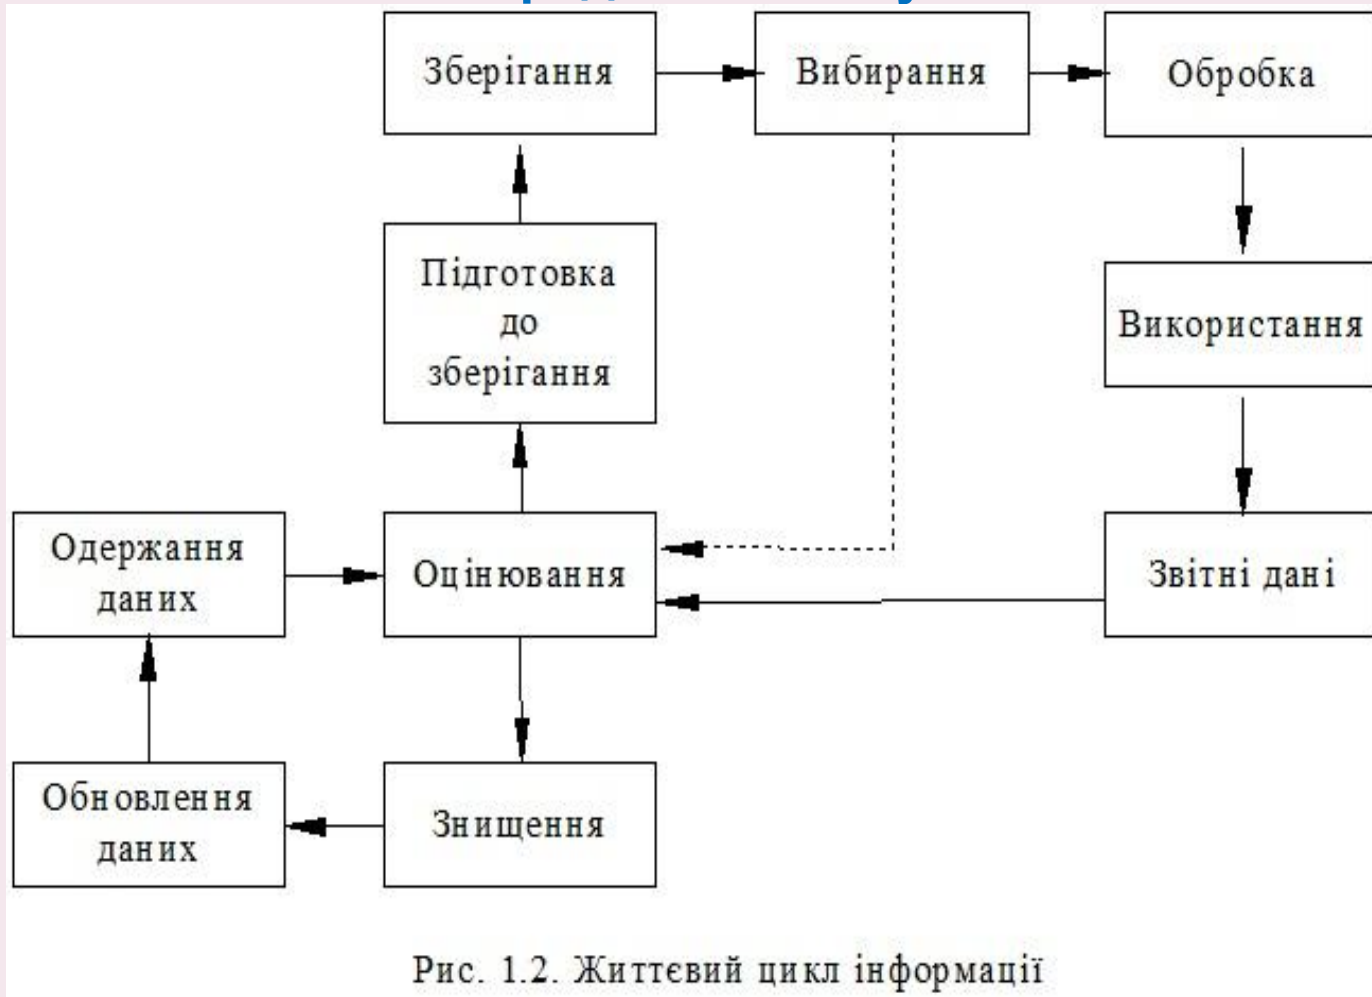 Зберігання
Вибирання
Обробка
Підготовка
до
зберігання
Використання
Одержання
даних
Оцінювання
Звітні дані
Обновлення
даних
Знищення
Рис. 1.2. Життєвий цикл інформації